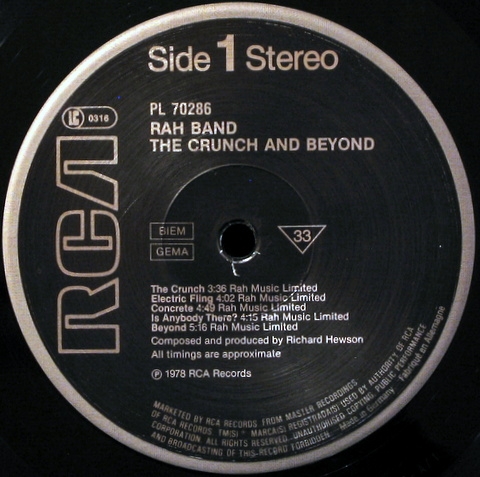 Side 1 Stereo
PL 70286
LC 0316
RAH BAND
THE CRUNCH AND BEYOND
RCA
BIEM
GEMA
33
The Crunch 3:36 Rah Music Limited
Electric Fling 4:02 Rah Music Limited
Concrete 4:49 Rah Music Limited
Is Anybody There? 4:15 Rah Music Limited
Beyond 5:16 Rah Music Limited
Composed and produced by Richard Hewson
All timings are approximate
℗ 1978 RCA Records
MARKETED BY RCA RECORDS FROM MASTER RECORDINGS
OF RCA RECORDS TM(S) ® MARCA(S) REGISTRADA(S) USED BY AUTHORITY OF RCA
CORPORATION. ALL RIGHTS RESERVED. UNAUTHORISED COPYING, PUBLIC PERFORMANCE
AND BROADCASTING OF THIS RECORD FORBIDDEN · Made in Germany · Fabriqué en Allemagne